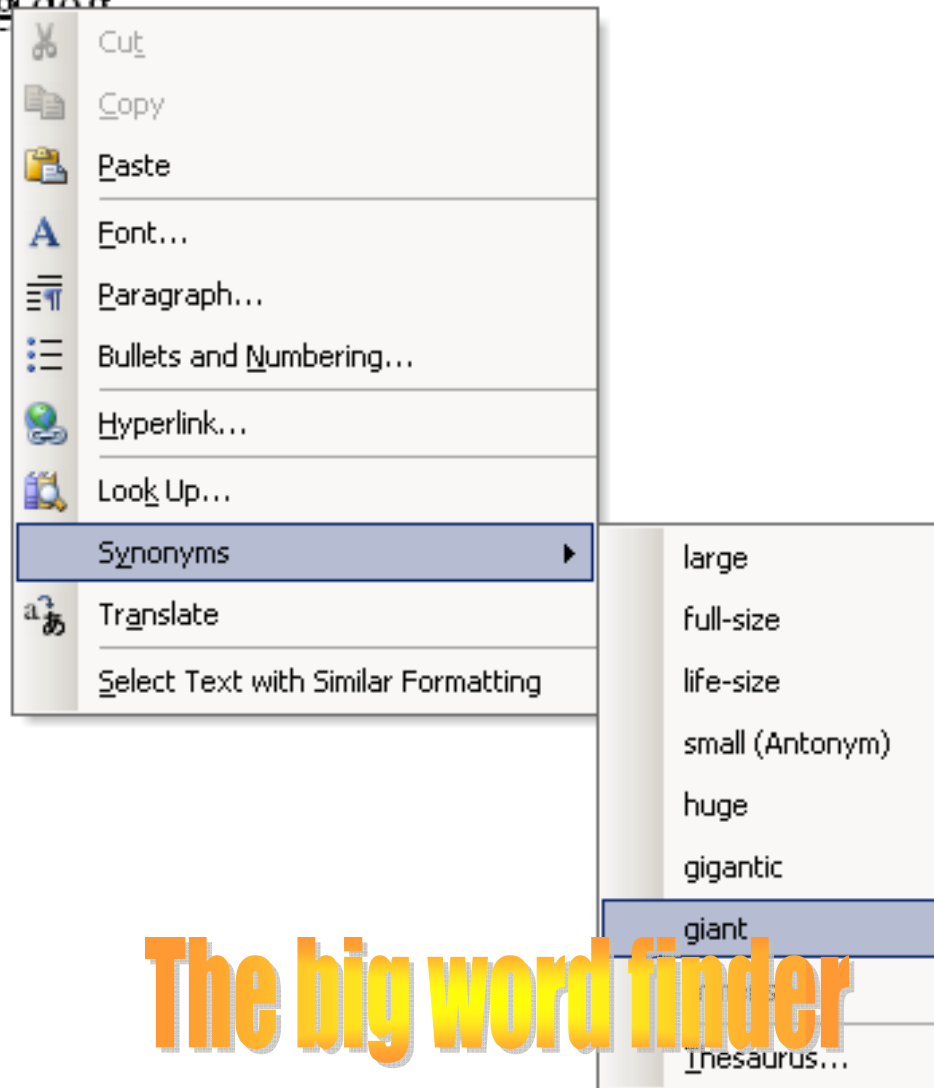 Cut
Copy
Paste
Font...
Paragraph...
Bullets and Numbering...
Hyperlink...
Look Up...
Synonyms
Translate
Select Text with Similar Formatting
large
full-size
life-size
small (Antonym)
huge
gigantic
giant
The big word finder
Thesaurus...